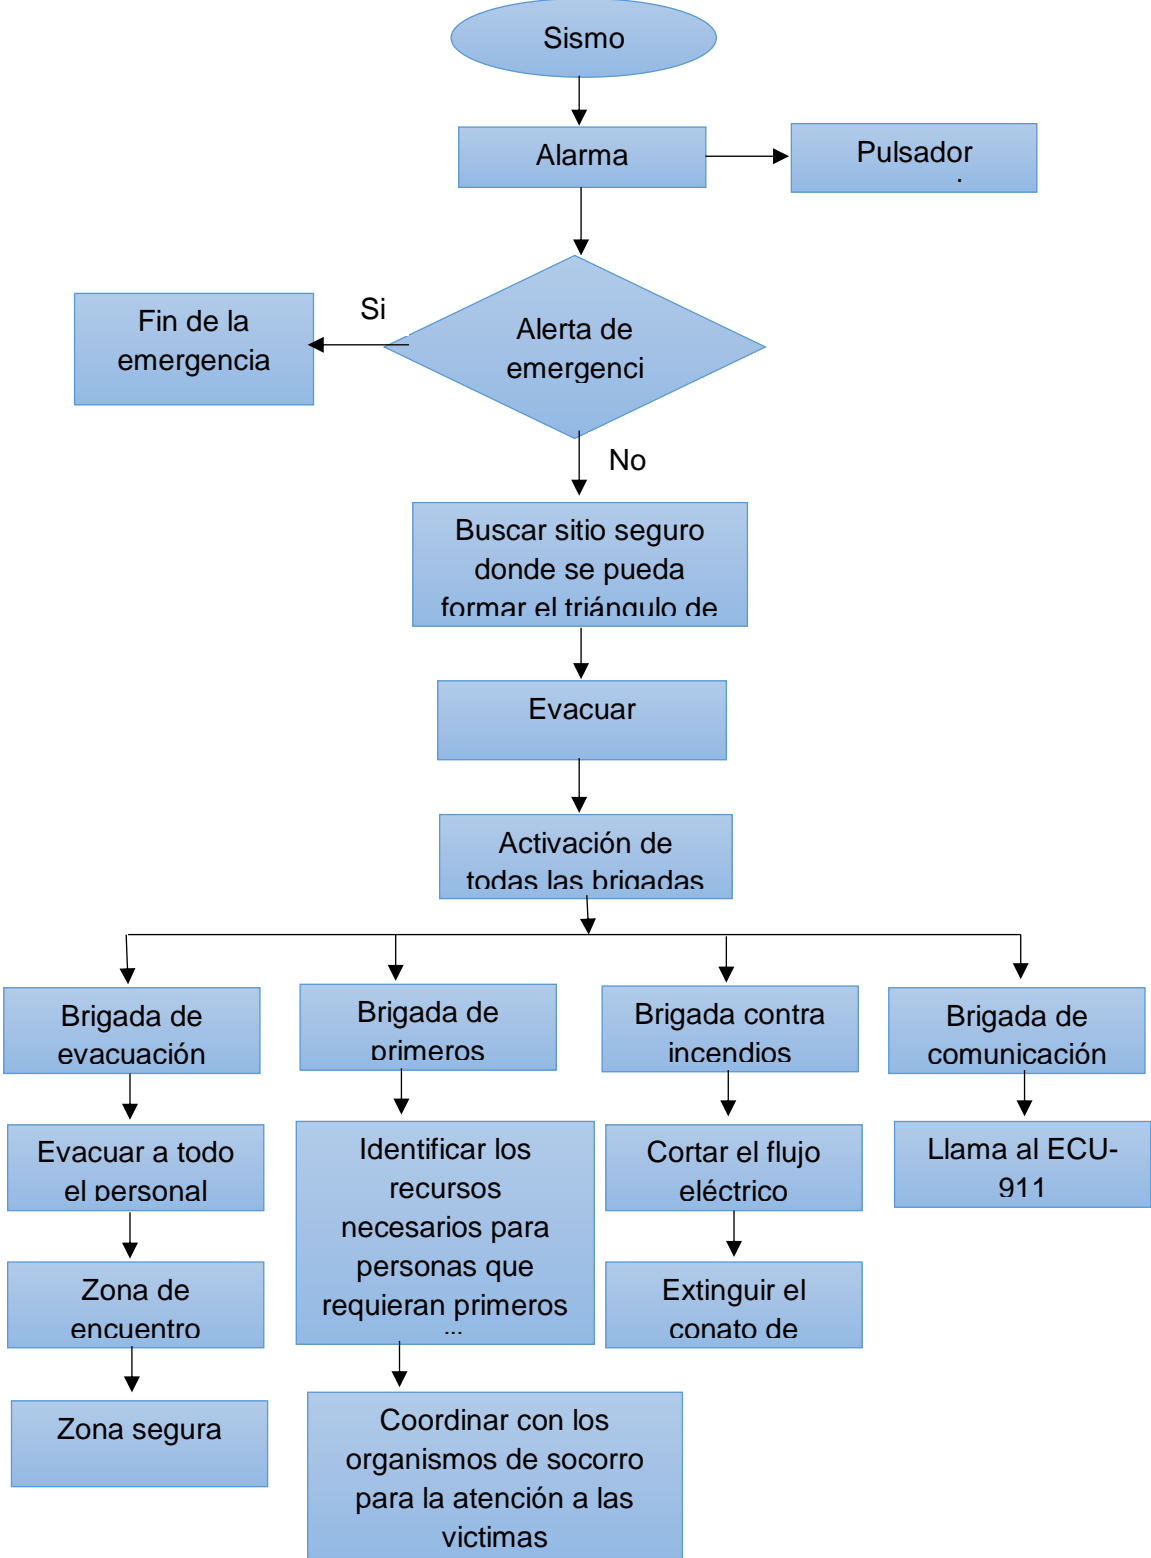 Sismo
Alarma
Pulsador
Si
Fin de la
emergencia
Alerta de
emergenci
No
Buscar sitio seguro
donde se pueda
formar el triángulo de
Evacuar
Activación de
todas las brigadas
Brigada de
evacuación
Brigada de
primeros
Brigada contra
incendios
Brigada de
comunicación
Evacuar a todo
el personal
Identificar los
recursos
necesarios para
personas que
requieran primeros
Cortar el flujo
eléctrico
Llama al ECU-
911
Zona de
encuentro
Extinguir el
conato de
Zona segura
Coordinar con los
organismos de socorro
para la atención a las
victimas